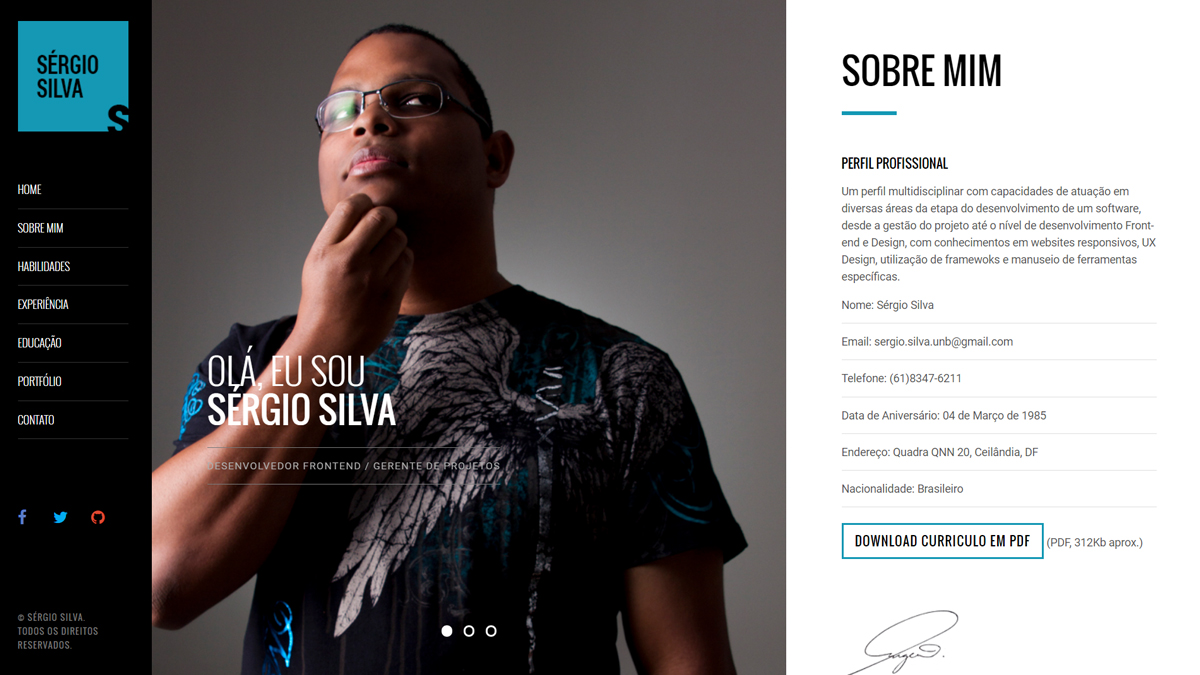 SÉRGIO
SILVA
S
HOME
SOBRE MIM
HABILIDADES
EXPERIÊNCIA
EDUCAÇÃO
PORTFÓLIO
CONTATO
© SÉRGIO SILVA.
TODOS OS DIREITOS
RESERVADOS.
OLÁ, EU SOU
SÉRGIO SILVA
DESENVOLVEDOR FRONTEND / GERENTE DE PROJETOS
SOBRE MIM
PERFIL PROFISSIONAL
Um perfil multidisciplinar com capacidades de atuação em
diversas áreas da etapa do desenvolvimento de um software,
desde a gestão do projeto até o nível de desenvolvimento Front-
end e Design, com conhecimentos em websites responsivos, UX
Design, utilização de framewoks e manuseio de ferramentas
específicas.
Nome: Sérgio Silva
Email: sergio.silva.unb@gmail.com
Telefone: (61)8347-6211
Data de Aniversário: 04 de Março de 1985
Endereço: Quadra QNN 20, Ceilândia, DF
Nacionalidade: Brasileiro
DOWNLOAD CURRICULO EM PDF (PDF, 312Kb aprox.)